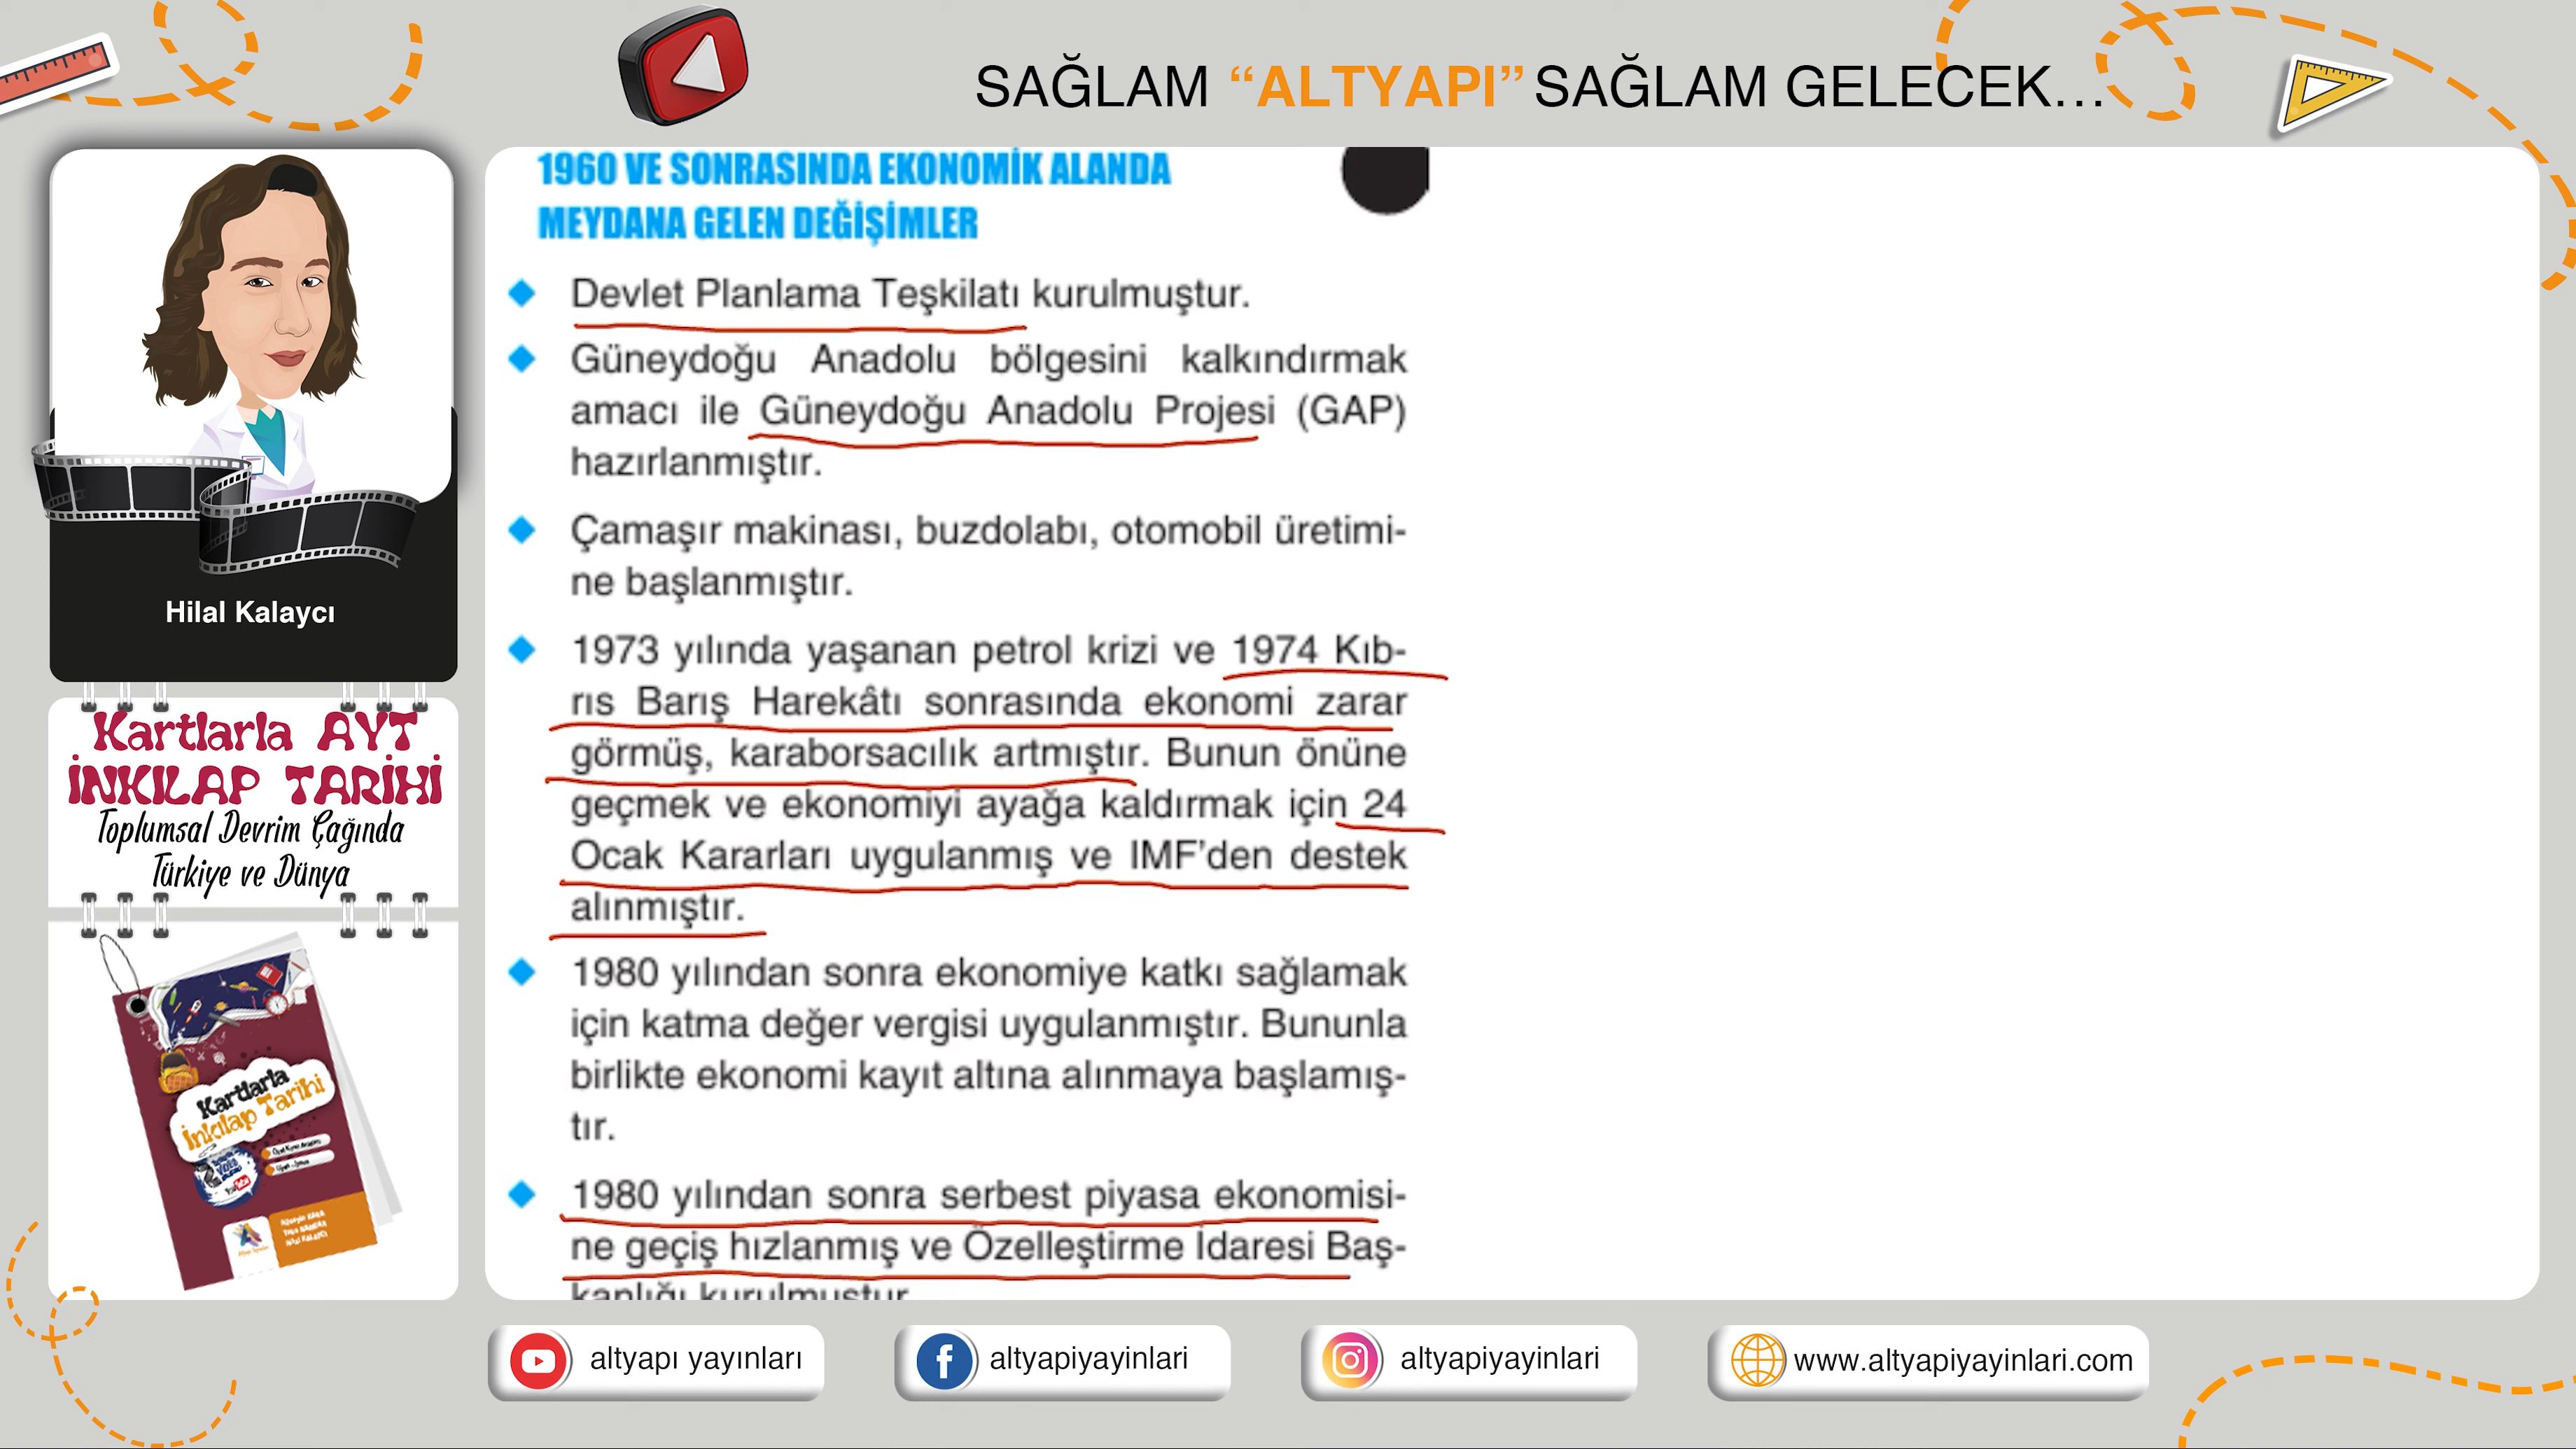 SAĞLAM “ALTYAPI” SAĞLAM GELECEK...
1960 VE SONRASINDA EKONOMİK ALANDA
MEYDANA GELEN DEĞİŞİMLER
Devlet Planlama Teşkilatı kurulmuştur.
Güneydoğu Anadolu bölgesini kalkındırmak
amacı ile Güneydoğu Anadolu Projesi (GAP)
hazırlanmıştır.
Çamaşır makinası, buzdolabı, otomobil üretimi-
ne başlanmıştır.
1973 yılında yaşanan petrol krizi ve 1974 Kıb-
rıs Barış Harekâtı sonrasında ekonomi zarar
görmüş, karaborsacılık artmıştır. Bunun önüne
geçmek ve ekonomiyi ayağa kaldırmak için 24
Ocak Kararları uygulanmış ve IMF’den destek
alınmıştır.
1980 yılından sonra ekonomiye katkı sağlamak
için katma değer vergisi uygulanmıştır. Bununla
birlikte ekonomi kayıt altına alınmaya başlamış-
tır.
1980 yılından sonra serbest piyasa ekonomisi-
ne geçiş hızlanmış ve Özelleştirme İdaresi Baş-
kanlığı kurulmuştur.
Hilal Kalaycı
Kartlarla AYT
İNKILAP TARİHİ
Toplumsal Devrim Çağında
Türkiye ve Dünya
Kartlarla
İnkılap Tarihi
altyapı yayınları
altyapiyayinlari
altyapiyayinlari
www.altyapiyayinlari.com